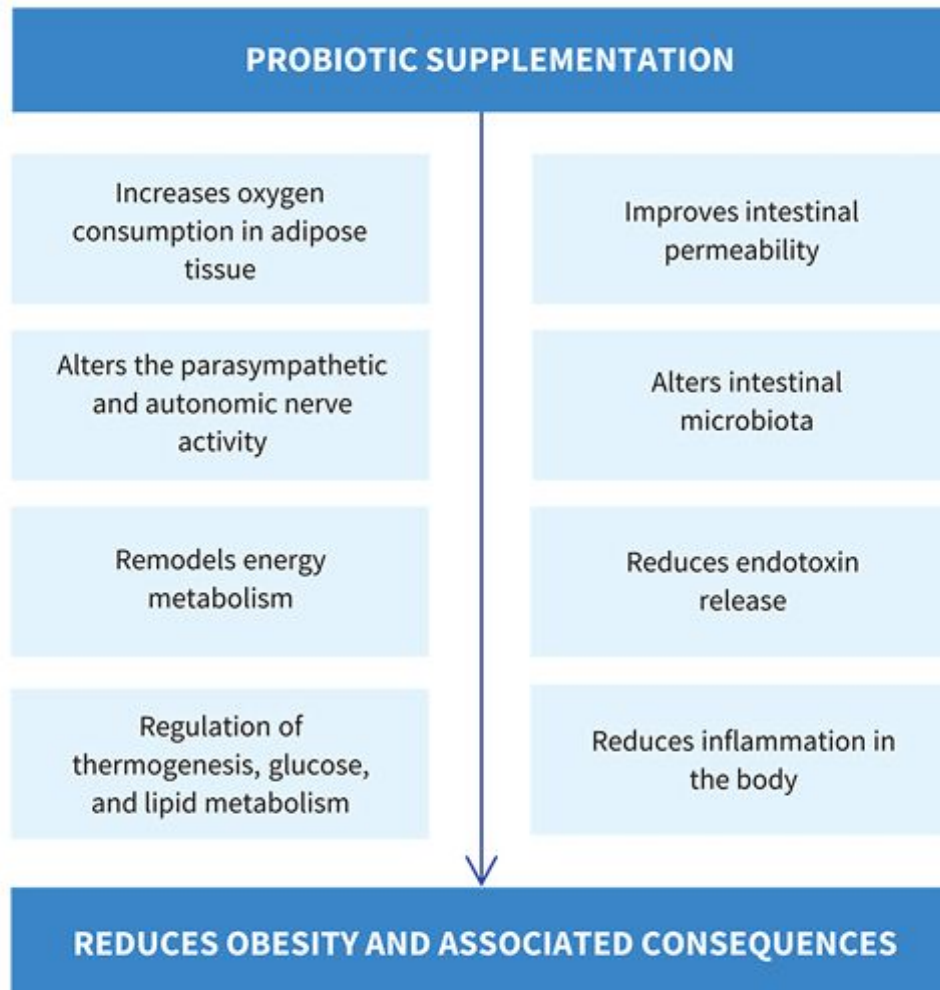 PROBIOTIC SUPPLEMENTATION
Increases oxygen
consumption in adipose
tissue
Improves intestinal
permeability
Alters the parasympathetic
and autonomic nerve
activity
Alters intestinal
microbiota
Remodels energy
metabolism
Reduces endotoxin
release
Regulation of
thermogenesis, glucose,
and lipid metabolism
Reduces inflammation in
the body
REDUCES OBESITY AND ASSOCIATED CONSEQUENCES